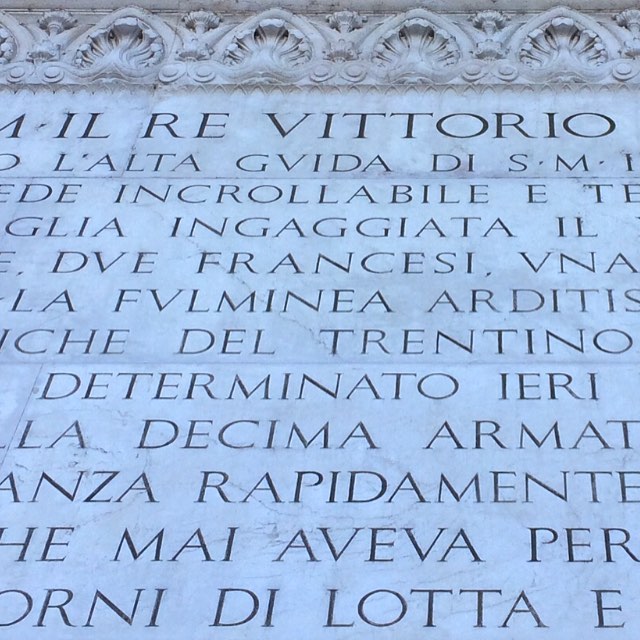 M·IL RE VITTORIO
O L'ALTA GVIDA DI S·M·I
EDE INCROLLABILE E TE
GLIA INGAGGIATA IL
E, DVE FRANCESI, VNA
LA FVLMINEA ARDITIS
ICHE DEL TRENTINO
DETERMINATO IERI
LLA DECIMA ARMAT
ANZA RAPIDAMENTE
HE MAI AVEVA PER
ORNI DI LOTTA E